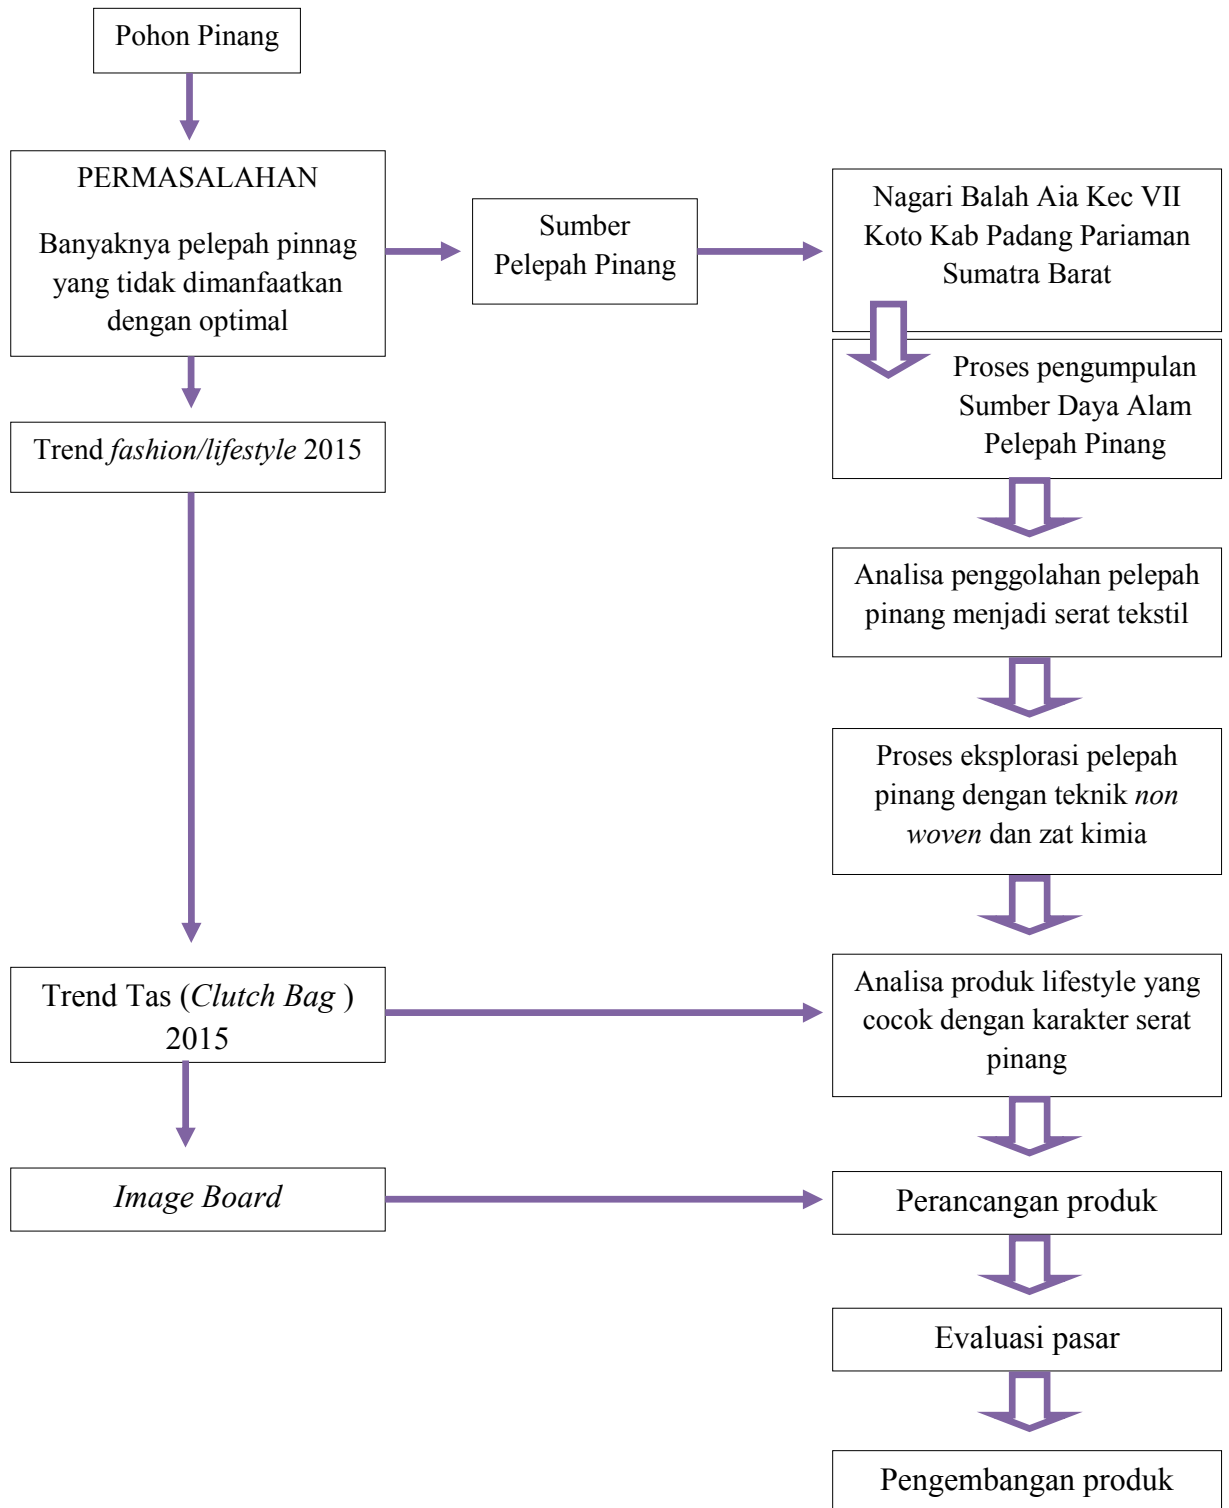 Pohon Pinang
PERMASALAHAN
Banyaknya pelepah pinnag
yang tidak dimanfaatkan
dengan optimal
Sumber
Pelepah Pinang
Nagari Balah Aia Kec VII
Koto Kab Padang Pariaman
Sumatra Barat
Proses pengumpulan
Sumber Daya Alam
Pelepah Pinang
Trend fashion/lifestyle 2015
Analisa penggolahan pelepah
pinang menjadi serat tekstil
Proses eksplorasi pelepah
pinang dengan teknik non
woven dan zat kimia
Trend Tas (Clutch Bag )
2015
Analisa produk lifestyle yang
cocok dengan karakter serat
pinang
Image Board
Perancangan produk
Evaluasi pasar
Pengembangan produk